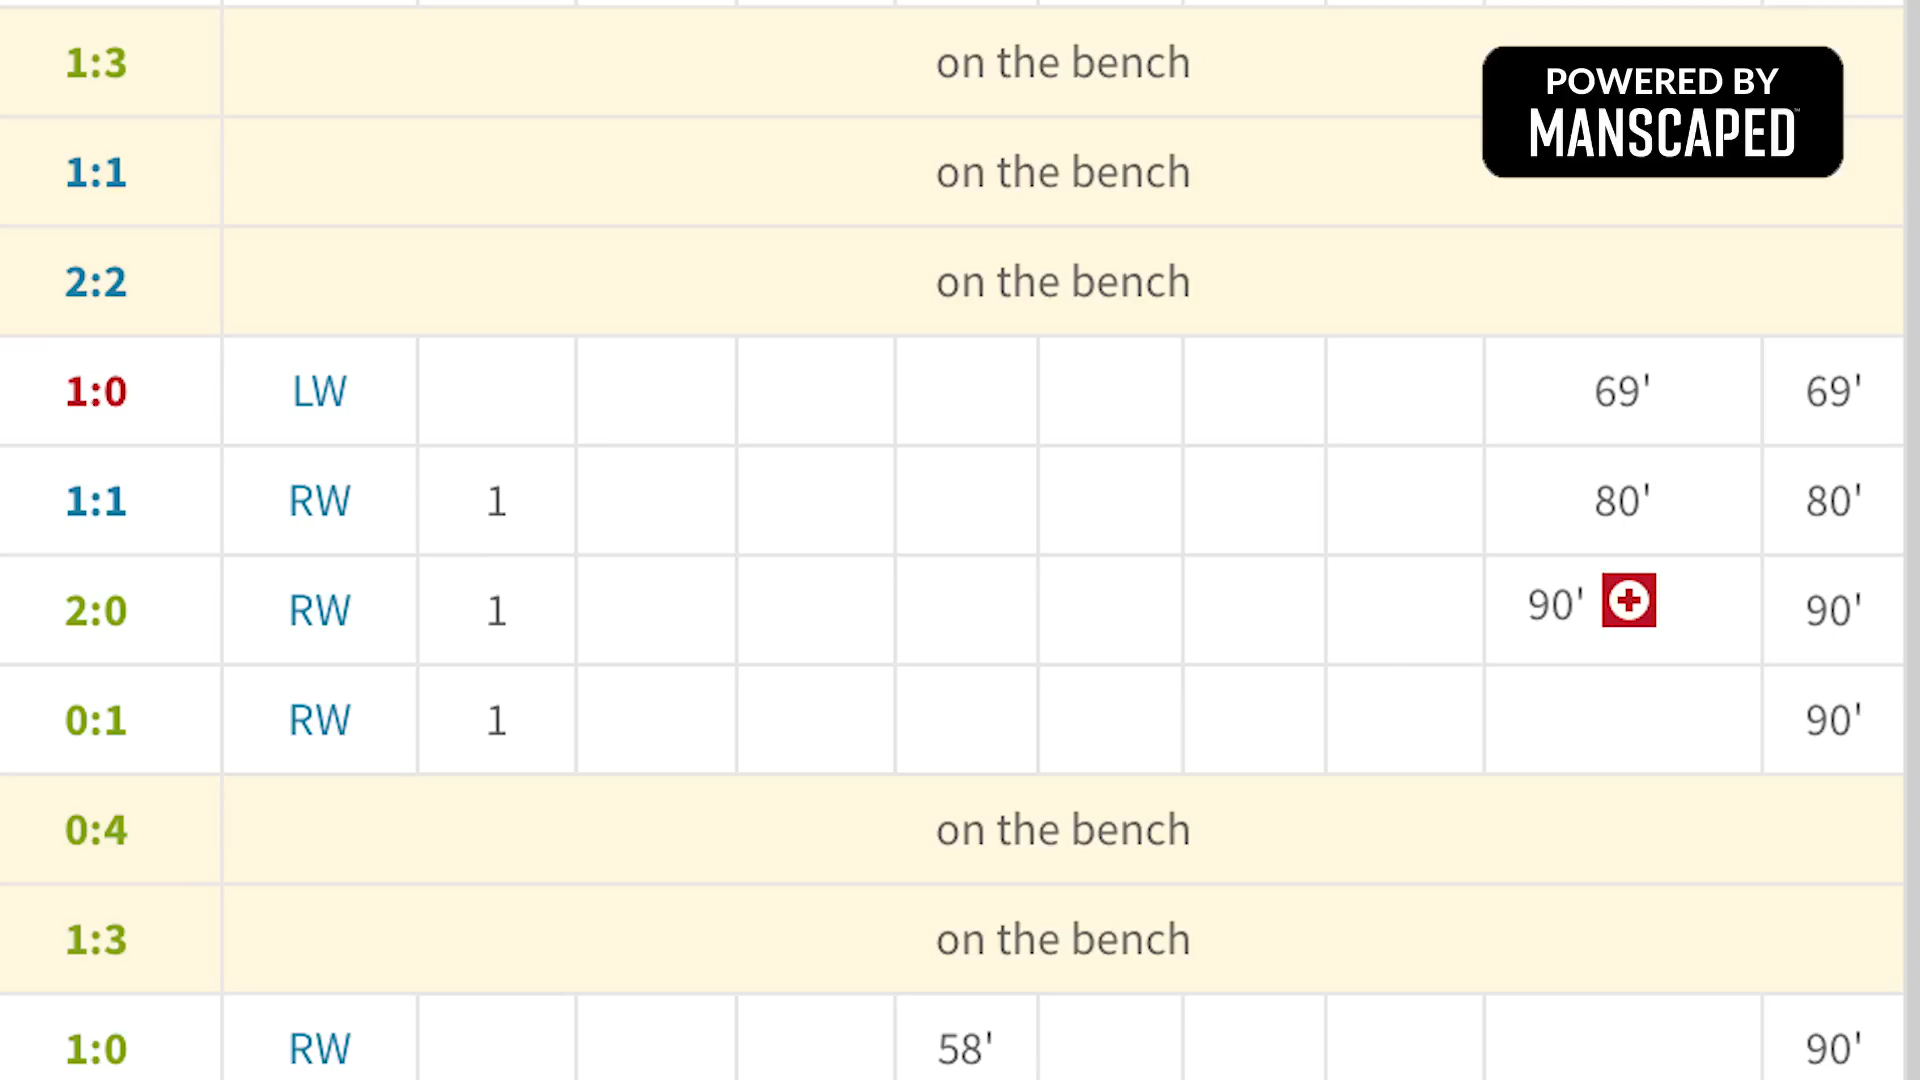 1:3 on the bench
POWERED BY
MANSCAPED™
1:1 on the bench
2:2 on the bench
1:0 LW 69' 69'
1:1 RW 1 80' 80'
2:0 RW 1 90' 90'
0:1 RW 1 90'
0:4 on the bench
1:3 on the bench
1:0 RW 58' 90'